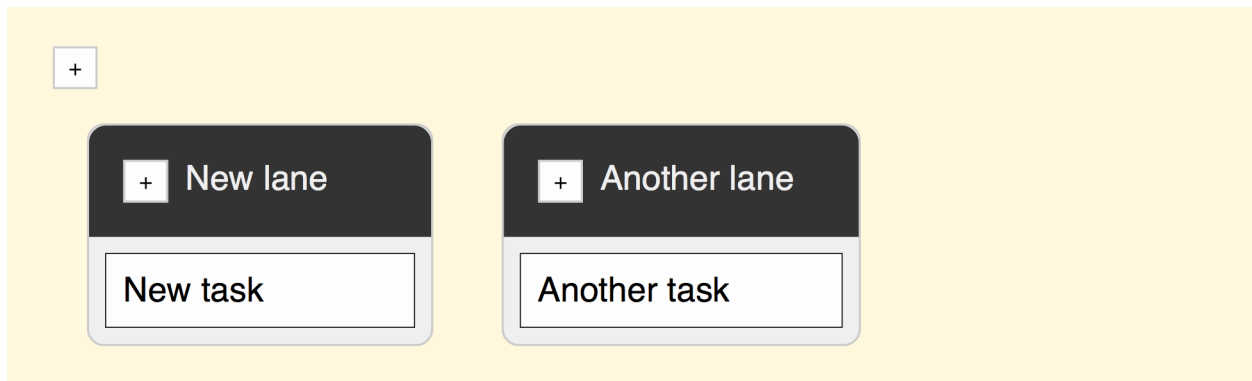 +
+ New lane
New task
+ Another lane
Another task